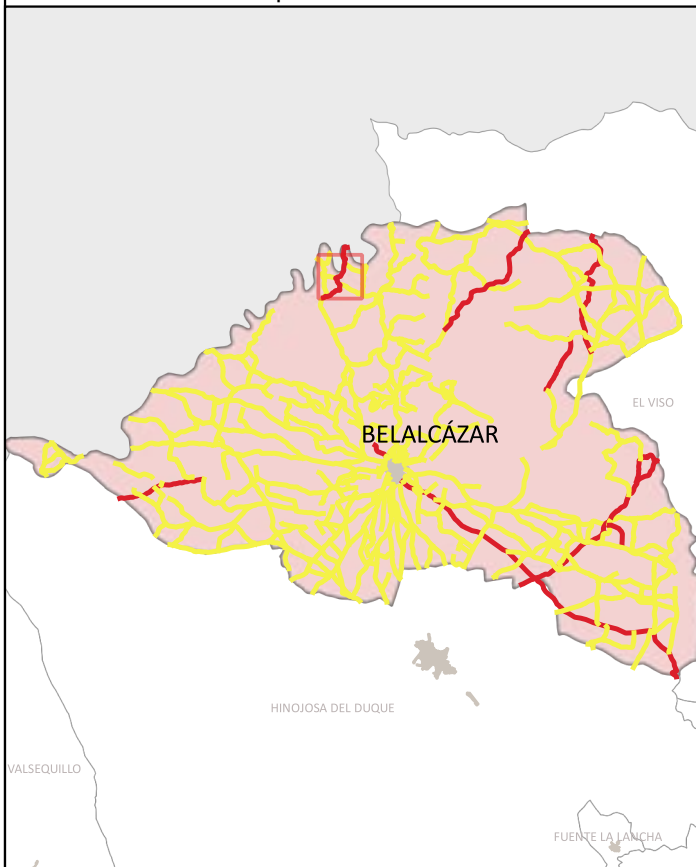 EL VISO
BELALCÁZAR
HINOJOSA DEL DUQUE
VALSEQUILLO
FUENTE LA LANCHA